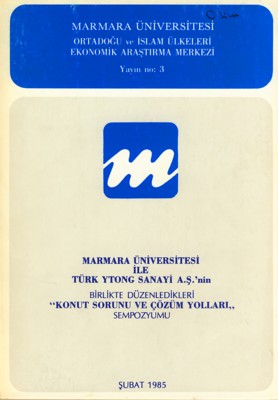 MARMARA ÜNİVERSİTESİ
ORTADOĞU ve İSLAM ÜLKELERİ
EKONOMİK ARAŞTIRMA MERKEZİ
Yayın no: 3
MARMARA ÜNİVERSİTESİ
İLE
TÜRK YTONG SANAYİ A.Ş.'nin
BİRLİKTE DÜZENLEDİKLERİ
‘‘KONUT SORUNU VE ÇÖZÜM YOLLARI,,
SEMPOZYUMU
ŞUBAT 1985